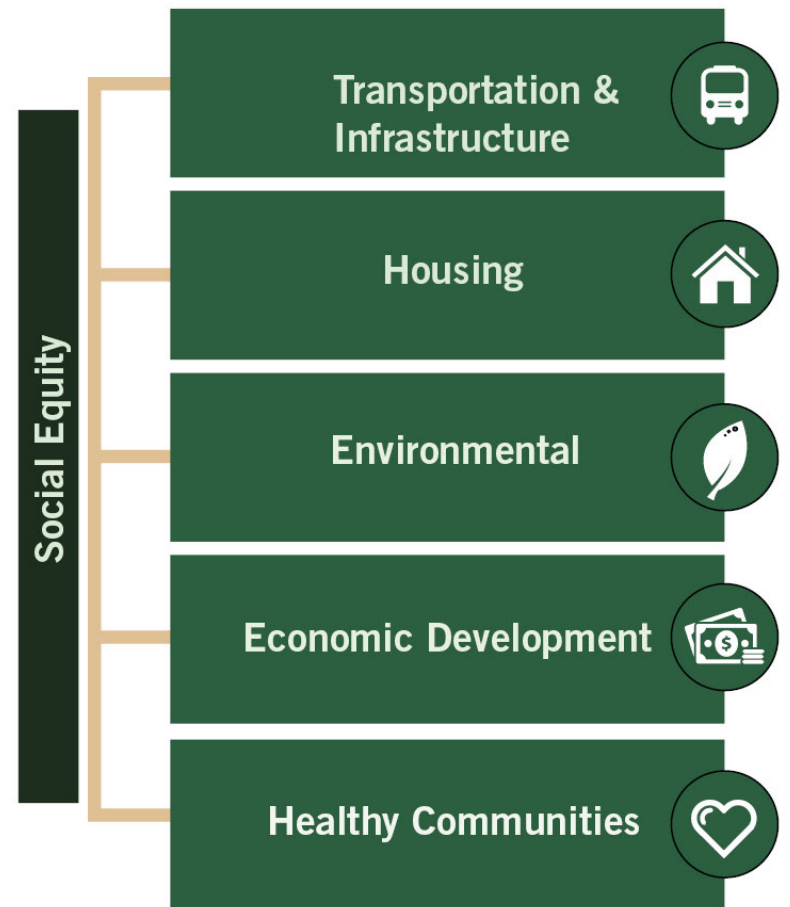 Social Equity
Transportation &
Infrastructure
Housing
Environmental
Economic Development
$
Healthy Communities